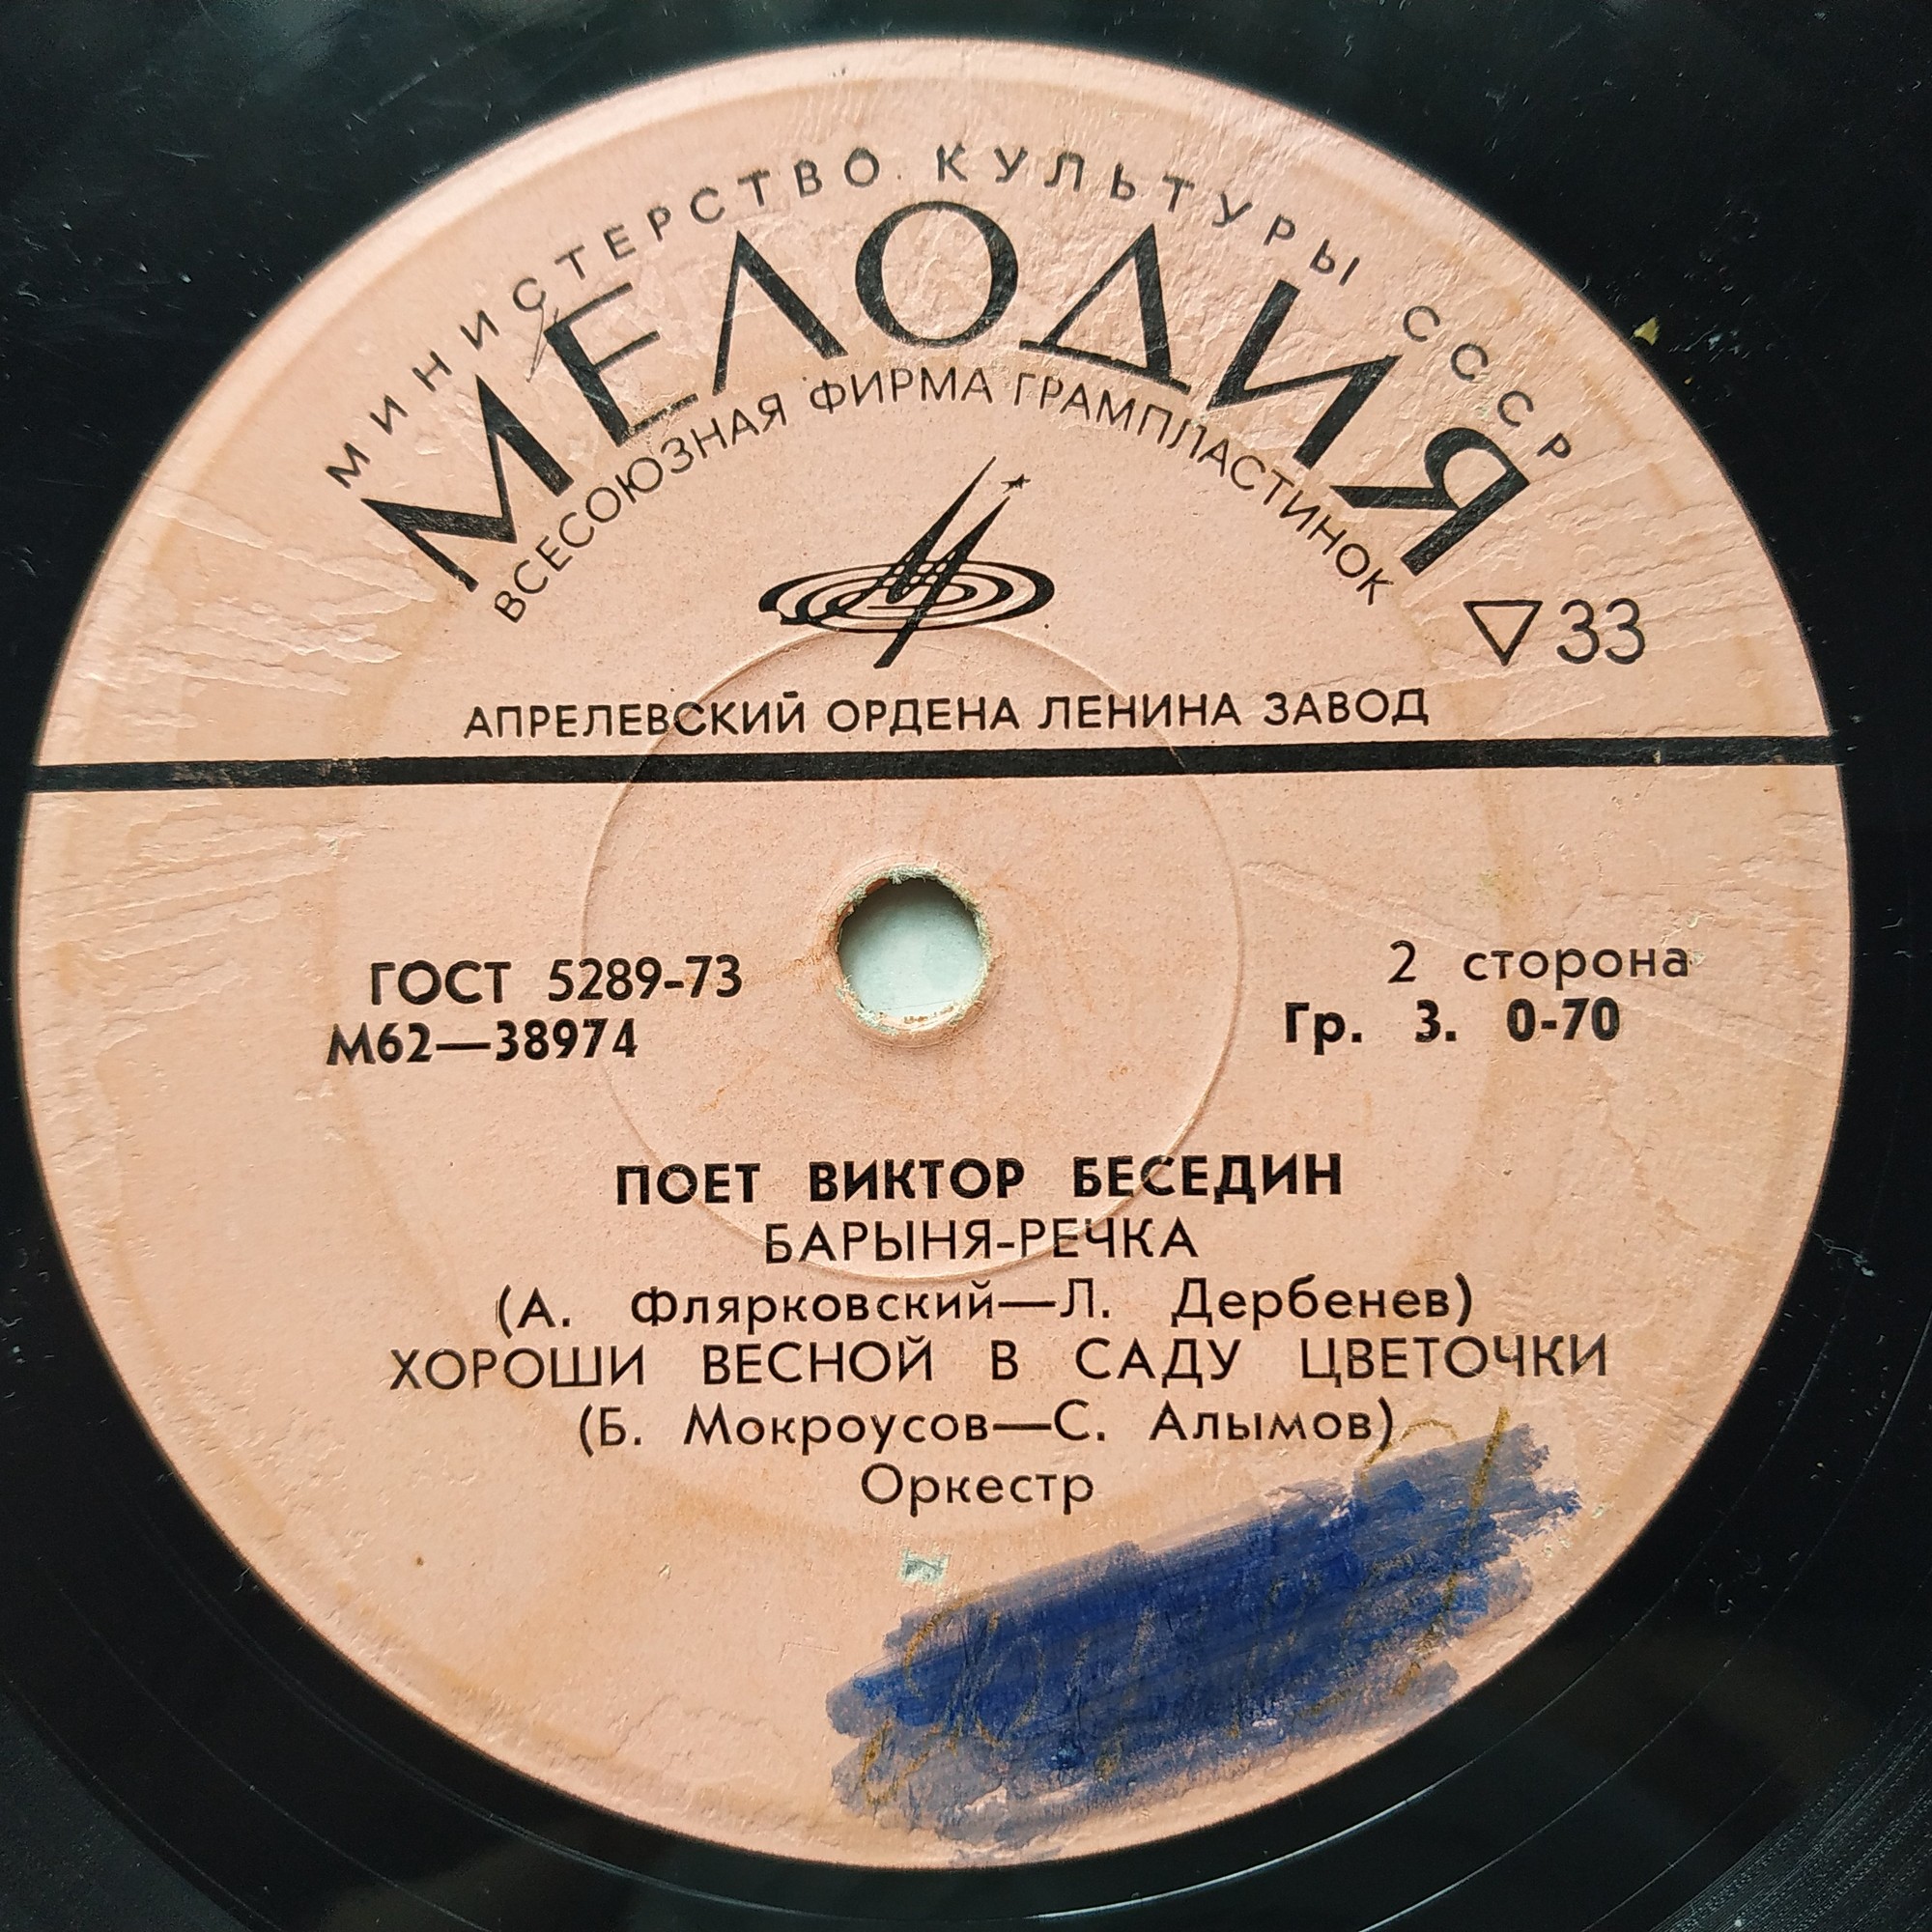 МИНИСТЕРСТВО КУЛЬТУРЫ СССР
МЕЛОДИЯ
ВСЕСОЮЗНАЯ ФИРМА ГРАМПЛАСТИНОК
▽33
АПРЕЛЕВСКИЙ ОРДЕНА ЛЕНИНА ЗАВОД
ГОСТ 5289-73
М62—38974
2 сторона
Гр. 3. 0-70
ПОЕТ ВИКТОР БЕСЕДИН
БАРЫНЯ-РЕЧКА
(А. Флярковский—Л. Дербенев)
ХОРОШИ ВЕСНОЙ В САДУ ЦВЕТОЧКИ
(Б. Мокроусов—С. Алымов)
Оркестр